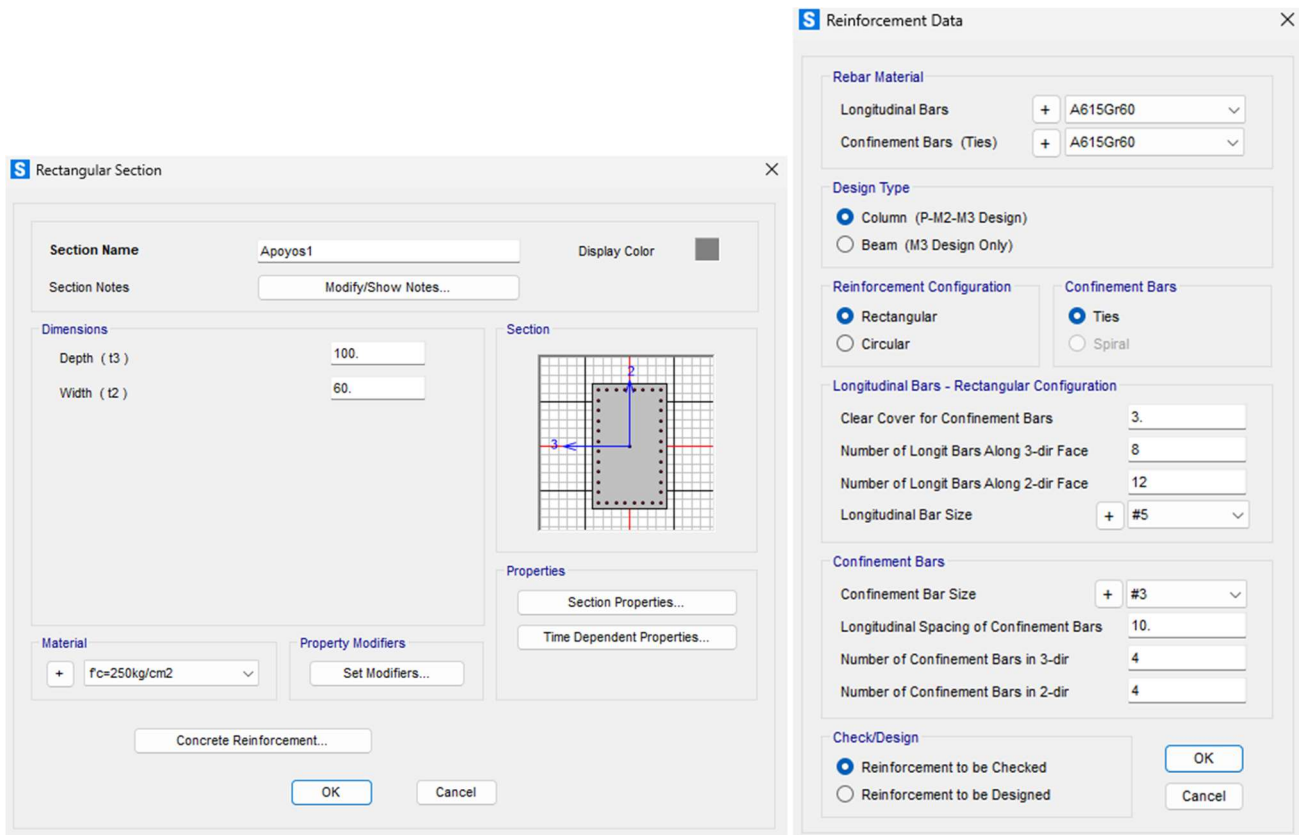 Rectangular Section
Section Name Apoyos1 Display Color
Section Notes Modify/Show Notes...
Dimensions
Depth ( t3 ) 100.
Width ( t2 ) 60.
Section
2
3
Properties
Section Properties...
Time Dependent Properties...
Material
+ f'c=250kg/cm2
Property Modifiers
Set Modifiers...
Concrete Reinforcement...
OK Cancel
S Reinforcement Data
Rebar Material
Longitudinal Bars + A615Gr60
Confinement Bars (Ties) + A615Gr60
Design Type
Column (P-M2-M3 Design)
Beam (M3 Design Only)
Reinforcement Configuration
Rectangular
Circular
Confinement Bars
Ties
Spiral
Longitudinal Bars - Rectangular Configuration
Clear Cover for Confinement Bars 3.
Number of Longit Bars Along 3-dir Face 8
Number of Longit Bars Along 2-dir Face 12
Longitudinal Bar Size + #5
Confinement Bars
Confinement Bar Size + #3
Longitudinal Spacing of Confinement Bars 10.
Number of Confinement Bars in 3-dir 4
Number of Confinement Bars in 2-dir 4
Check/Design
Reinforcement to be Checked
Reinforcement to be Designed
OK
Cancel